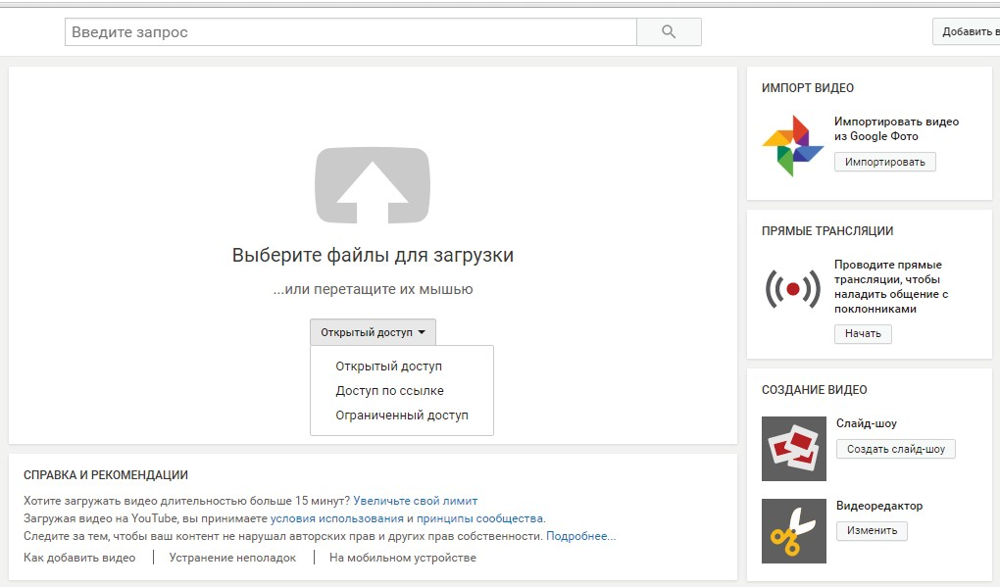 Введите запрос
Добавить в
Выберите файлы для загрузки
...или перетащите их мышью
Открытый доступ
Открытый доступ
Доступ по ссылке
Ограниченный доступ
СПРАВКА И РЕКОМЕНДАЦИИ
Хотите загружать видео длительностью больше 15 минут? Увеличьте свой лимит
Загружая видео на YouTube, вы принимаете условия использования и принципы сообщества.
Следите за тем, чтобы ваш контент не нарушал авторских прав и других прав собственности. Подробнее...
Как добавить видео | Устранение неполадок | На мобильном устройстве
ИМПОРТ ВИДЕО
Импортировать видео
из Google Фото
Импортировать
ПРЯМЫЕ ТРАНСЛЯЦИИ
Проводите прямые
трансляции, чтобы
наладить общение с
поклонниками
Начать
СОЗДАНИЕ ВИДЕО
Слайд-шоу
Создать слайд-шоу
Видеоредактор
Изменить